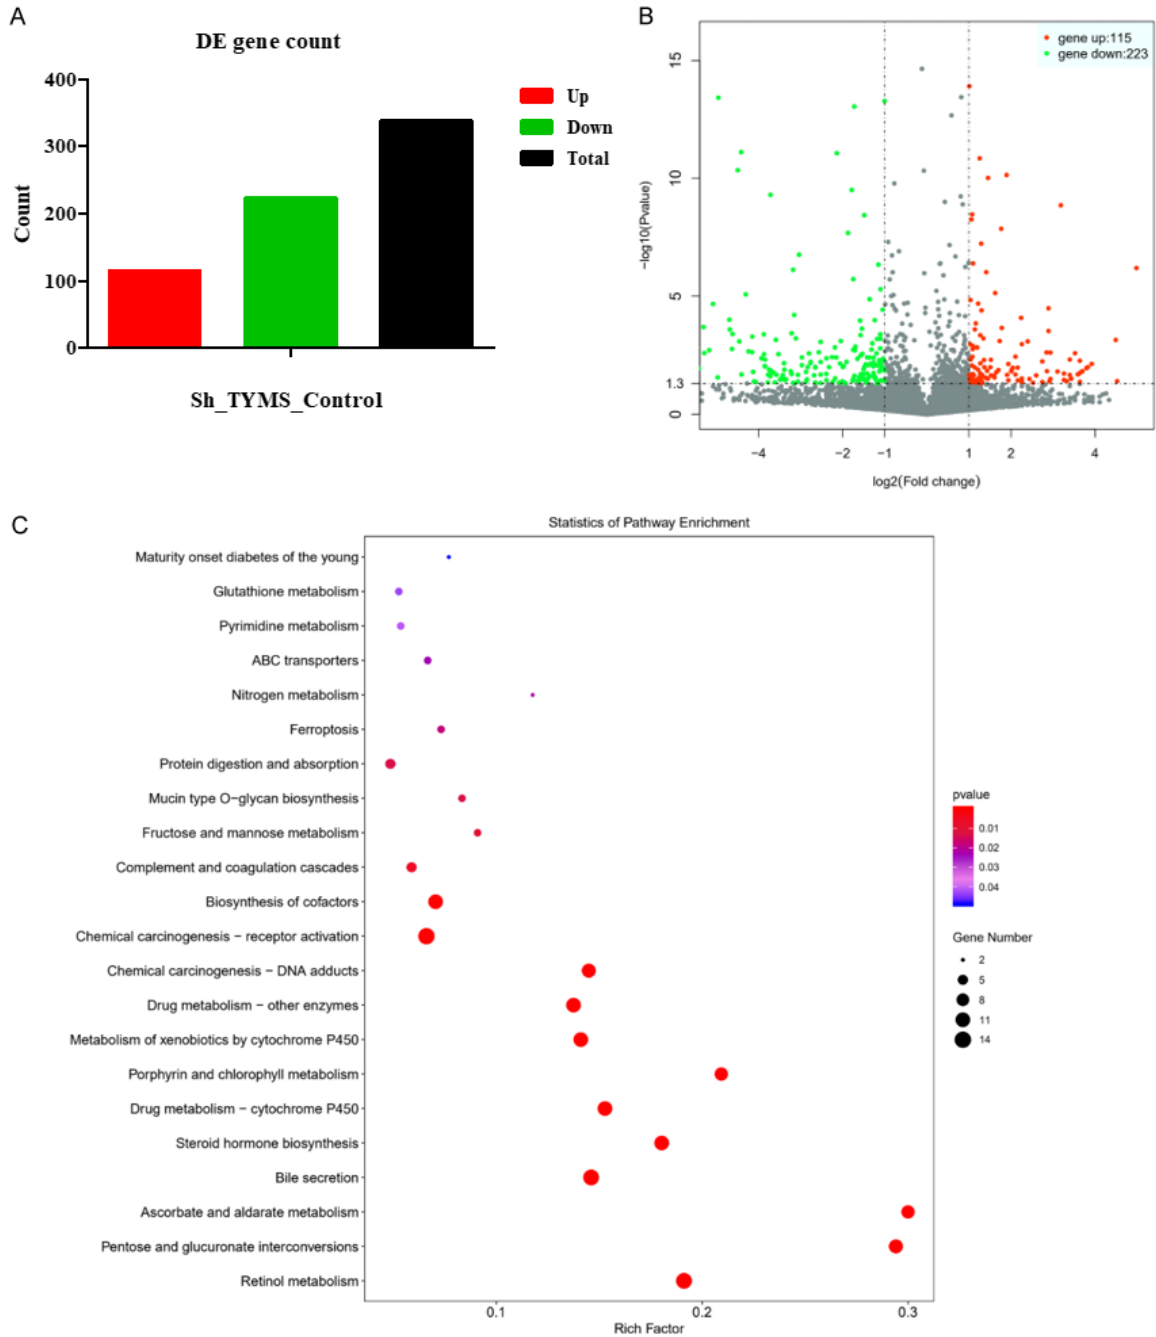 A
DE gene count
400
300
200
100
0
Count
Up
Down
Total
Sh_TYMS_Control
B
gene up:115
gene down:223
15
10
5
1.3
0
−log10(Pvalue)
−4
−2
−1
1
2
4
log2(Fold change)
C
Statistics of Pathway Enrichment
Maturity onset diabetes of the young
Glutathione metabolism
Pyrimidine metabolism
ABC transporters
Nitrogen metabolism
Ferroptosis
Protein digestion and absorption
Mucin type O−glycan biosynthesis
Fructose and mannose metabolism
Complement and coagulation cascades
Biosynthesis of cofactors
Chemical carcinogenesis − receptor activation
Chemical carcinogenesis − DNA adducts
Drug metabolism − other enzymes
Metabolism of xenobiotics by cytochrome P450
Porphyrin and chlorophyll metabolism
Drug metabolism − cytochrome P450
Steroid hormone biosynthesis
Bile secretion
Ascorbate and aldarate metabolism
Pentose and glucuronate interconversions
Retinol metabolism
0.1
0.2
0.3
Rich Factor
pvalue
0.01
0.02
0.03
0.04
Gene Number
2
5
8
11
14